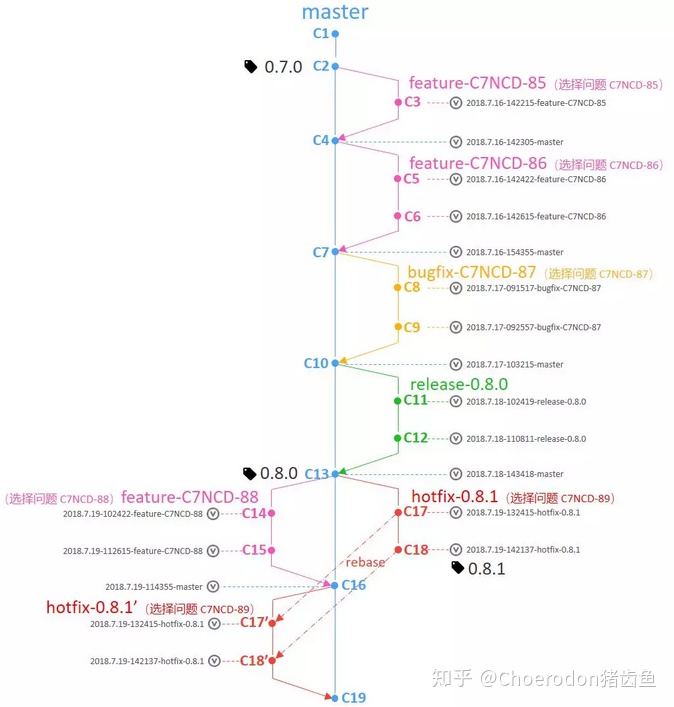 master
C1
0.7.0 C2
feature-C7NCD-85（选择问题 C7NCD-85）
C3 V 2018.7.16-142215-feature-C7NCD-85
C4 V 2018.7.16-142305-master
feature-C7NCD-86（选择问题 C7NCD-86）
C5 V 2018.7.16-142422-feature-C7NCD-86
C6 V 2018.7.16-142615-feature-C7NCD-86
C7 V 2018.7.16-154355-master
bugfix-C7NCD-87（选择问题 C7NCD-87）
C8 V 2018.7.17-091517-bugfix-C7NCD-87
C9 V 2018.7.17-092557-bugfix-C7NCD-87
C10 V 2018.7.17-103215-master
release-0.8.0
C11 V 2018.7.18-102419-release-0.8.0
C12 V 2018.7.18-110811-release-0.8.0
0.8.0 C13 V 2018.7.18-143418-master
（选择问题 C7NCD-88）feature-C7NCD-88
hotfix-0.8.1（选择问题 C7NCD-89）
2018.7.19-102422-feature-C7NCD-88 V C14
C17 V 2018.7.19-132415-hotfix-0.8.1
2018.7.19-112615-feature-C7NCD-88 V C15
C18 V 2018.7.19-142137-hotfix-0.8.1
rebase
0.8.1
2018.7.19-114355-master V C16
hotfix-0.8.1’（选择问题 C7NCD-89）
2018.7.19-132415-hotfix-0.8.1 V C17’
2018.7.19-142137-hotfix-0.8.1 V C18’
C19
知乎 @Choerodon猪齿鱼